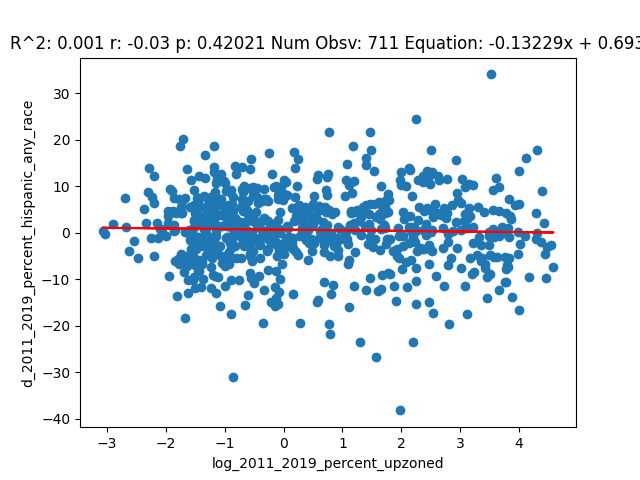 R^2: 0.001 r: -0.03 p: 0.42021 Num Obsv: 711 Equation: -0.13229x + 0.693
d_2011_2019_percent_hispanic_any_race
30
20
10
0
−10
−20
−30
−40
−3 −2 −1 0 1 2 3 4
log_2011_2019_percent_upzoned